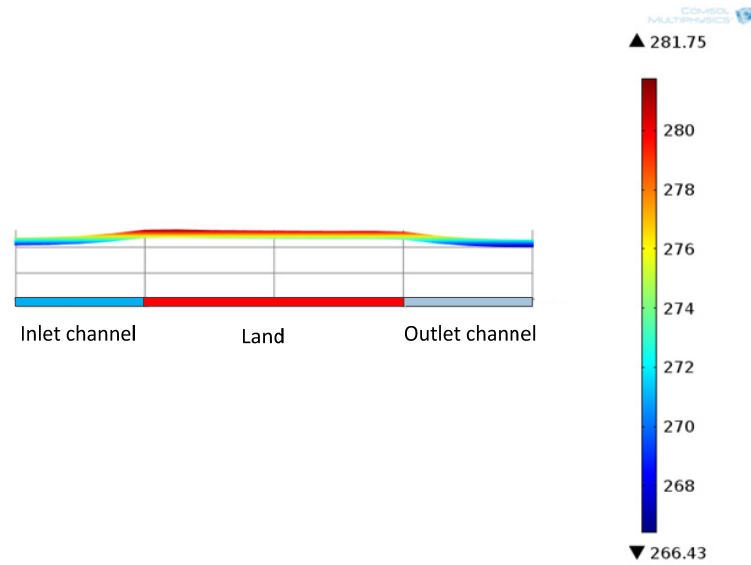 COMSOL
MULTIPHYSICS
▲ 281.75
280
278
276
274
272
270
268
▼ 266.43
Inlet channel
Land
Outlet channel